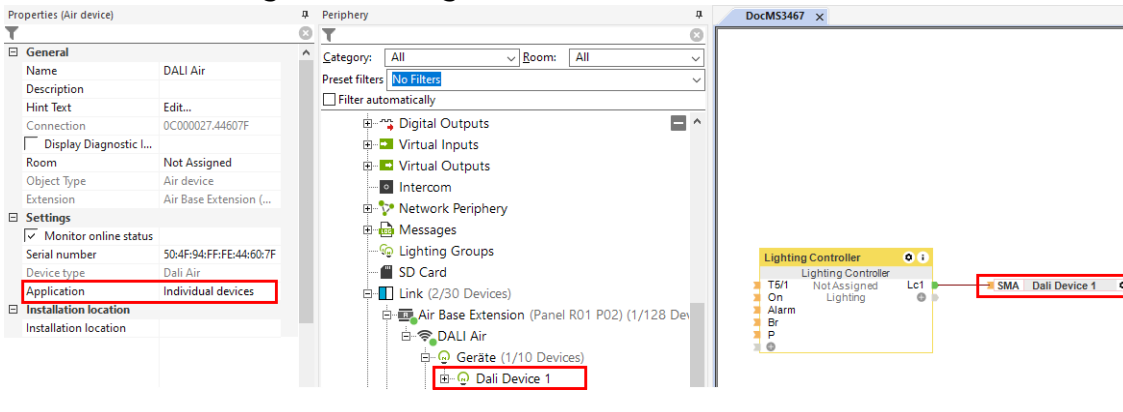 Properties (Air device)
General
Name DALI Air
Description
Hint Text Edit...
Connection 0C000027.44607F
Display Diagnostic I...
Room Not Assigned
Object Type Air device
Extension Air Base Extension (...
Settings
Monitor online status
Serial number 50:4F:94:FF:FE:44:60:7F
Device type Dali Air
Application Individual devices
Installation location
Installation location
Periphery
Category: All Room: All
Preset filters No Filters
Filter automatically
Digital Outputs
Virtual Inputs
Virtual Outputs
Intercom
Network Periphery
Messages
Lighting Groups
SD Card
Link (2/30 Devices)
Air Base Extension (Panel R01 P02) (1/128 Dev
DALI Air
Geräte (1/10 Devices)
Dali Device 1
DocMS3467
Lighting Controller
Lighting Controller
T5/1 Not Assigned Lc1
On Lighting
Alarm
Br
P
SMA Dali Device 1